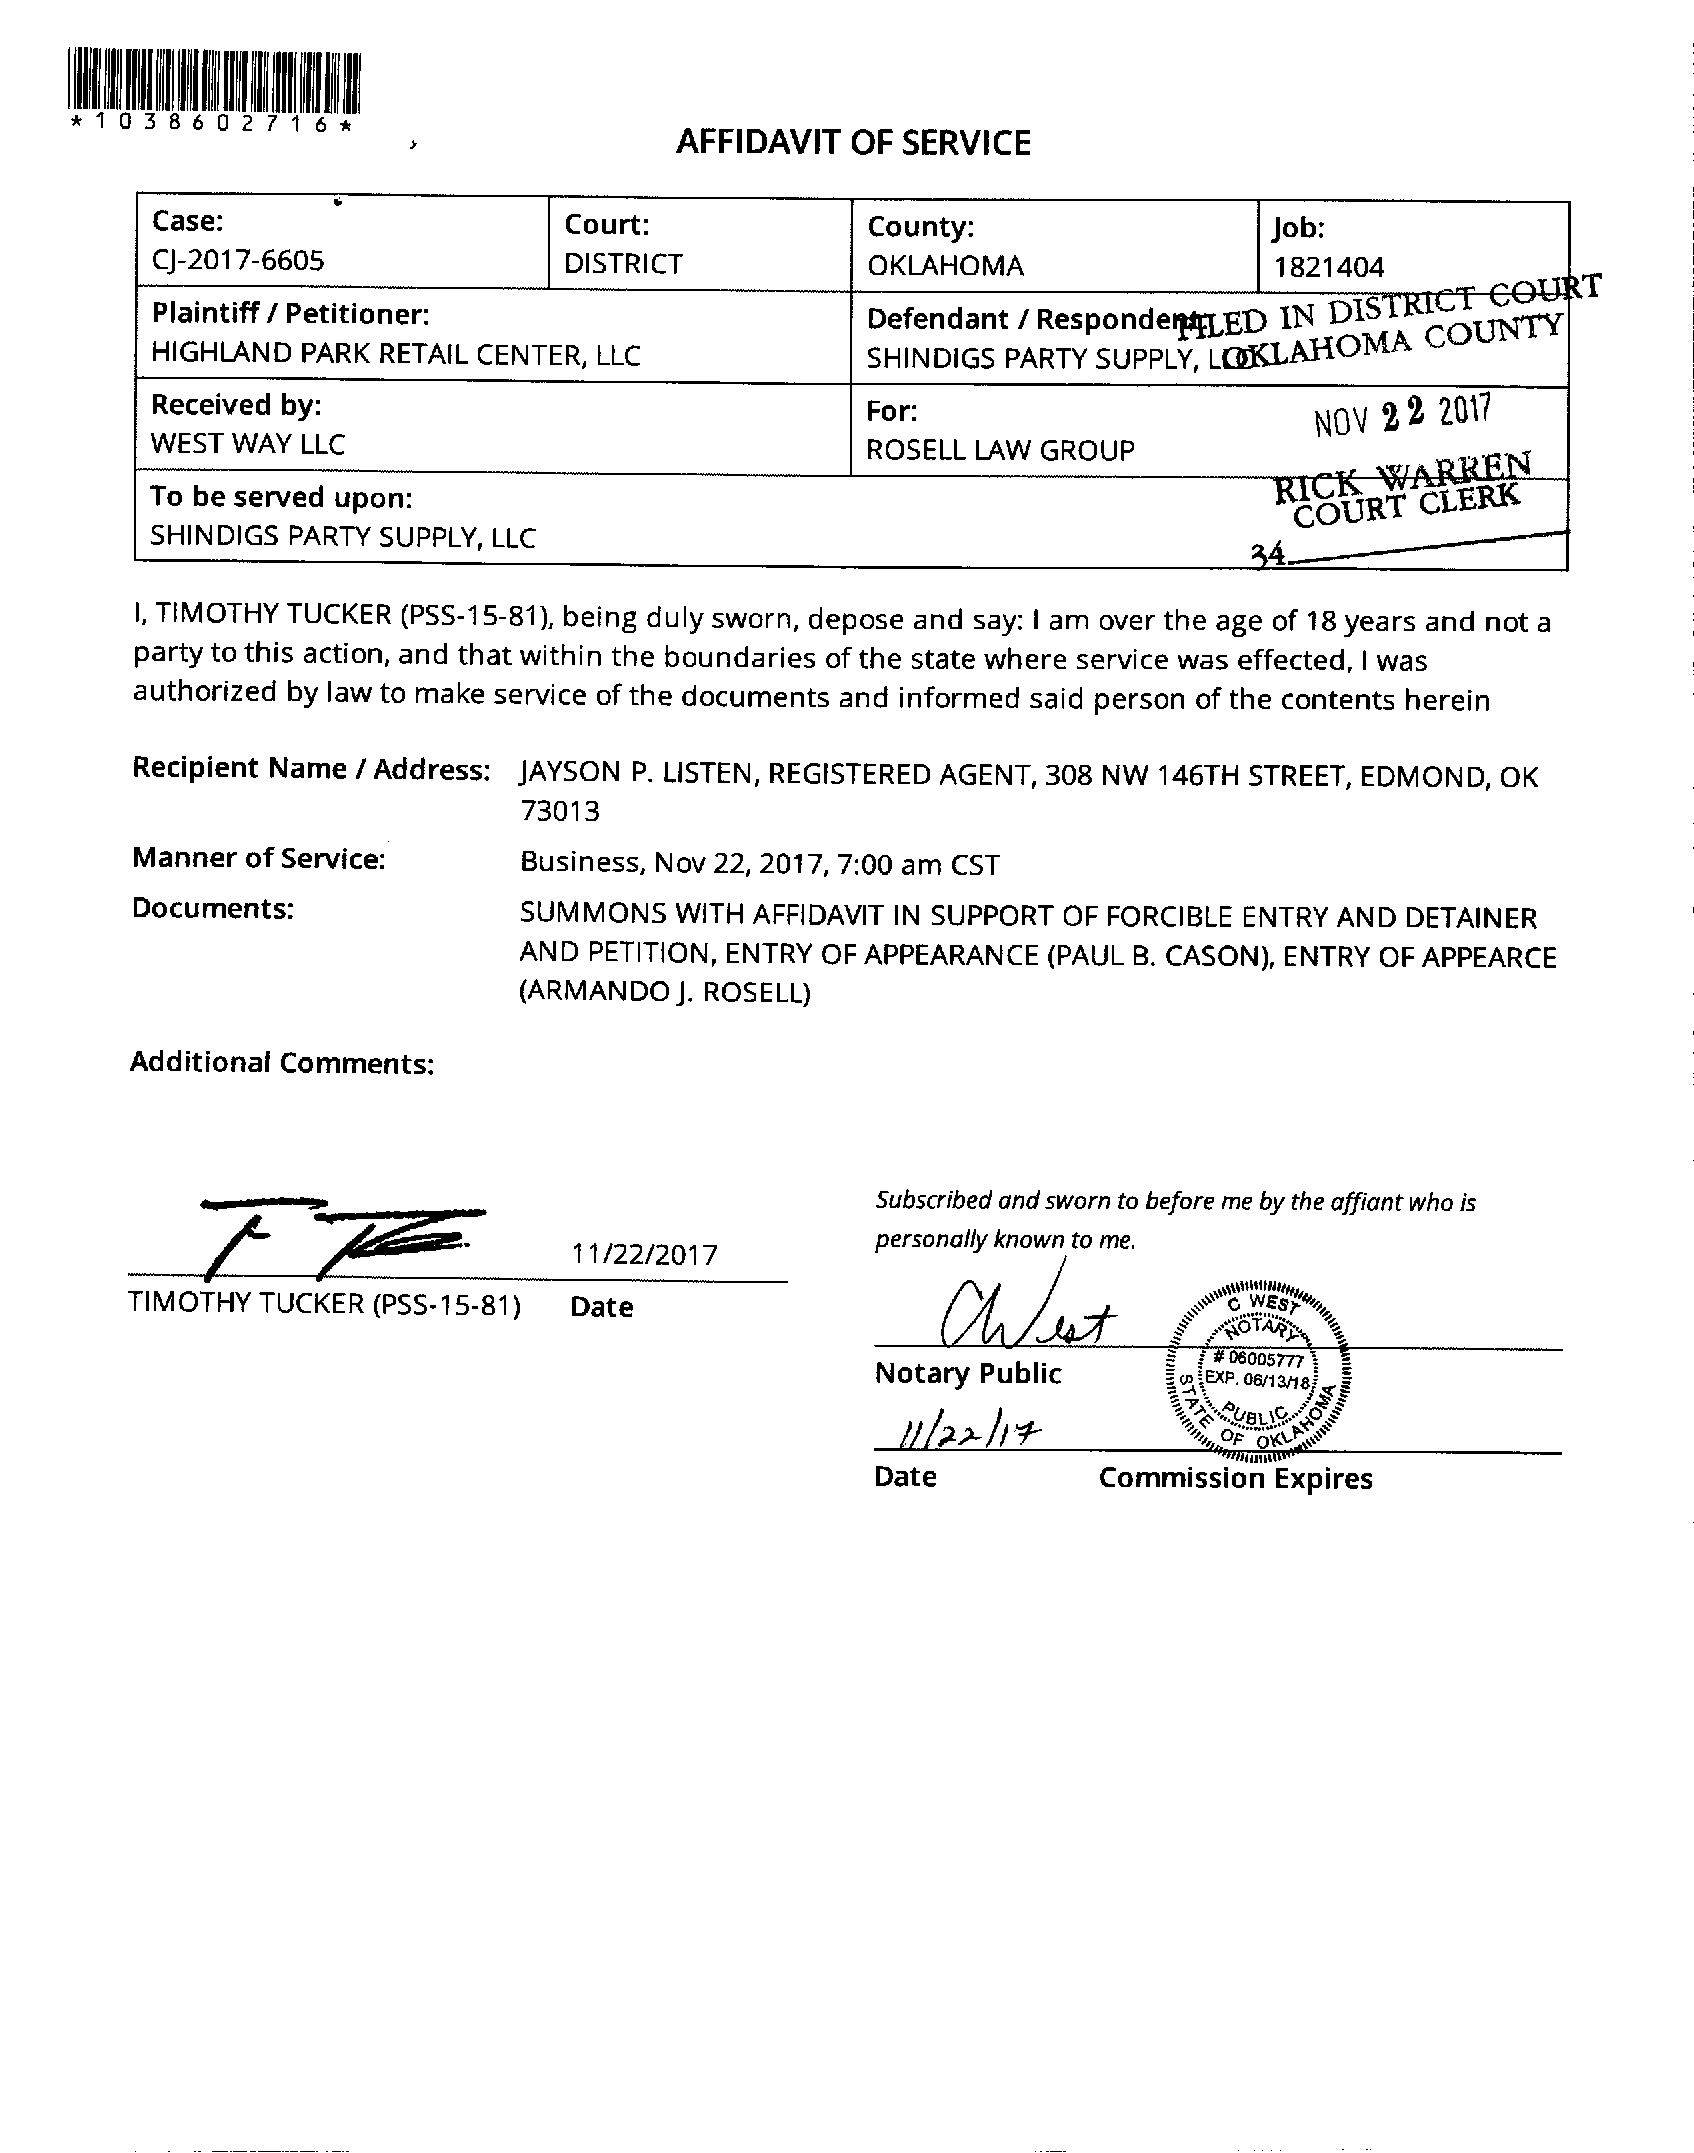 *1038602716*
AFFIDAVIT OF SERVICE
Case:
CJ-2017-6605
Court:
DISTRICT
County:
OKLAHOMA
Job:
1821404
Plaintiff / Petitioner:
HIGHLAND PARK RETAIL CENTER, LLC
Defendant / Respondent:
SHINDIGS PARTY SUPPLY, LLC
FILED IN DISTRICT COURT
OKLAHOMA COUNTY
Received by:
WEST WAY LLC
For:
ROSELL LAW GROUP
NOV 22 2017
RICK WARREN
COURT CLERK
34
To be served upon:
SHINDIGS PARTY SUPPLY, LLC
I, TIMOTHY TUCKER (PSS-15-81), being duly sworn, depose and say: I am over the age of 18 years and not a
party to this action, and that within the boundaries of the state where service was effected, I was
authorized by law to make service of the documents and informed said person of the contents herein
Recipient Name / Address: JAYSON P. LISTEN, REGISTERED AGENT, 308 NW 146TH STREET, EDMOND, OK
73013
Manner of Service: Business, Nov 22, 2017, 7:00 am CST
Documents: SUMMONS WITH AFFIDAVIT IN SUPPORT OF FORCIBLE ENTRY AND DETAINER
AND PETITION, ENTRY OF APPEARANCE (PAUL B. CASON), ENTRY OF APPEARCE
(ARMANDO J. ROSELL)
Additional Comments:
11/22/2017
TIMOTHY TUCKER (PSS-15-81) Date
Subscribed and sworn to before me by the affiant who is
personally known to me.
CWest
Notary Public
C WEST
NOTARY
# 06005777
EXP. 06/13/18
PUBLIC
STATE OF OKLAHOMA
11/22/17
Date Commission Expires